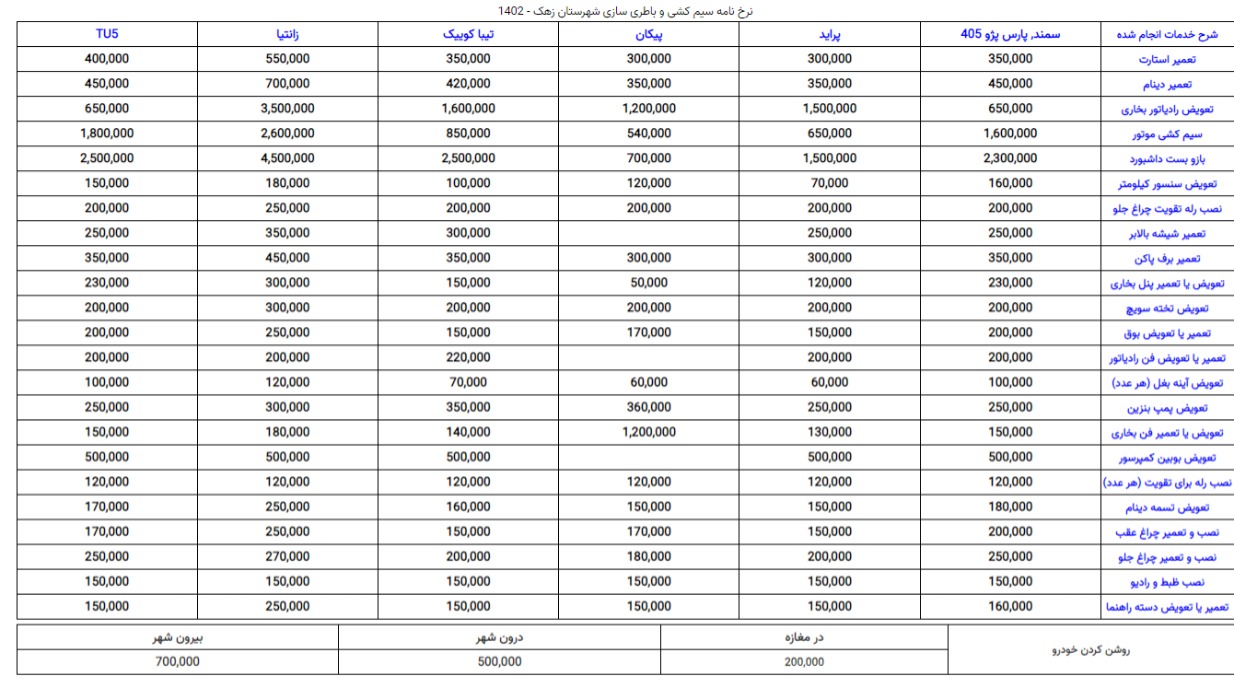 نرخ نامه سیم کشی و باطری سازی شهرستان زهک - 1402
شرح خدمات انجام شده سمند, پارس پژو 405 پراید پیکان تیبا کوییک زانتیا TU5
تعمیر استارت 350,000 300,000 300,000 350,000 550,000 400,000
تعمیر دینام 450,000 350,000 350,000 420,000 700,000 450,000
تعویض رادیاتور بخاری 650,000 1,500,000 1,200,000 1,600,000 3,500,000 650,000
سیم کشی موتور 1,600,000 650,000 540,000 850,000 2,600,000 1,800,000
بازو بست داشبورد 2,300,000 1,500,000 700,000 2,500,000 4,500,000 2,500,000
تعویض سنسور کیلومتر 160,000 70,000 120,000 100,000 180,000 150,000
نصب رله تقویت چراغ جلو 200,000 200,000 200,000 200,000 250,000 200,000
تعمیر شیشه بالابر 250,000 250,000 300,000 350,000 250,000
تعمیر برف پاکن 350,000 300,000 300,000 350,000 450,000 350,000
تعویض یا تعمیر پنل بخاری 230,000 120,000 50,000 150,000 300,000 230,000
تعویض تخته سویچ 200,000 200,000 200,000 200,000 300,000 200,000
تعمیر یا تعویض بوق 200,000 150,000 170,000 150,000 250,000 200,000
تعمیر یا تعویض فن رادیاتور 200,000 200,000 220,000 200,000 200,000
تعویض آینه بغل (هر عدد) 100,000 60,000 60,000 70,000 120,000 100,000
تعویض پمپ بنزین 250,000 250,000 360,000 350,000 300,000 250,000
تعویض یا تعمیر فن بخاری 150,000 130,000 1,200,000 140,000 180,000 150,000
تعویض بوبین کمپرسور 500,000 500,000 500,000 500,000 500,000
نصب رله برای تقویت (هر عدد) 120,000 120,000 120,000 120,000 120,000 120,000
تعویض تسمه دینام 180,000 150,000 150,000 160,000 250,000 170,000
نصب و تعمیر چراغ عقب 200,000 150,000 170,000 150,000 250,000 170,000
نصب و تعمیر چراغ جلو 250,000 200,000 180,000 200,000 270,000 250,000
نصب ظبط و رادیو 150,000 150,000 150,000 150,000 150,000 150,000
تعمیر یا تعویض دسته راهنما 160,000 150,000 150,000 150,000 250,000 150,000
روشن کردن خودرو در مغازه درون شهر بیرون شهر
200,000 500,000 700,000